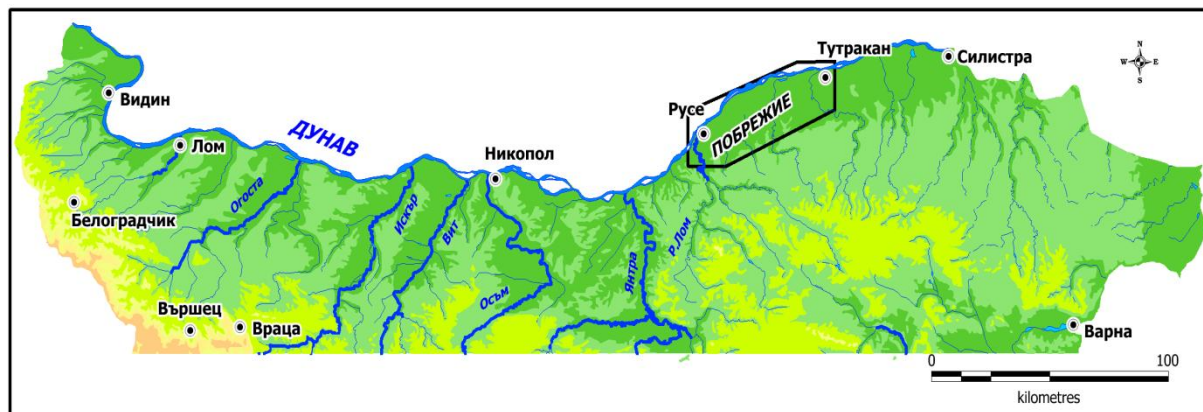 Тутракан
N
W E
S
Силистра
Видин
Русе
ПОБРЕЖИЕ
ДУНАВ
Лом
Никопол
Огоста
Искър
Вит
Белоградчик
Р.Лом
Янтра
Осъм
Вършец
Враца
Варна
0 100
kilometres